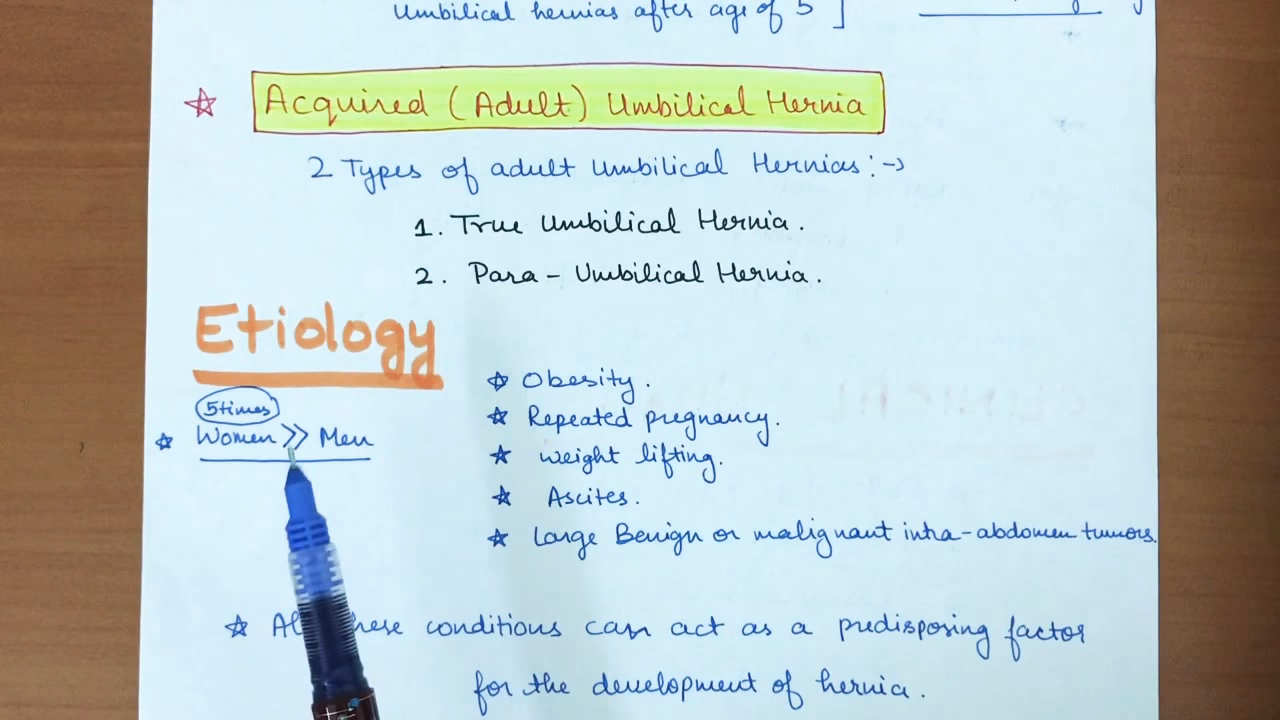 Umbilical hernias after age of 5 ]
☆ Acquired (Adult) Umbilical Hernia
2 Types of adult Umbilical Hernias:→
1. True Umbilical Hernia.
2. Para - Umbilical Hernia.
Etiology
5times
☆ Women >> Men
☆ Obesity.
☆ Repeated pregnancy.
☆ weight lifting.
☆ Ascites.
☆ Large Benign or malignant intra-abdomen tumors.
☆ these conditions can act as a predisposing factor
for the development of hernia.